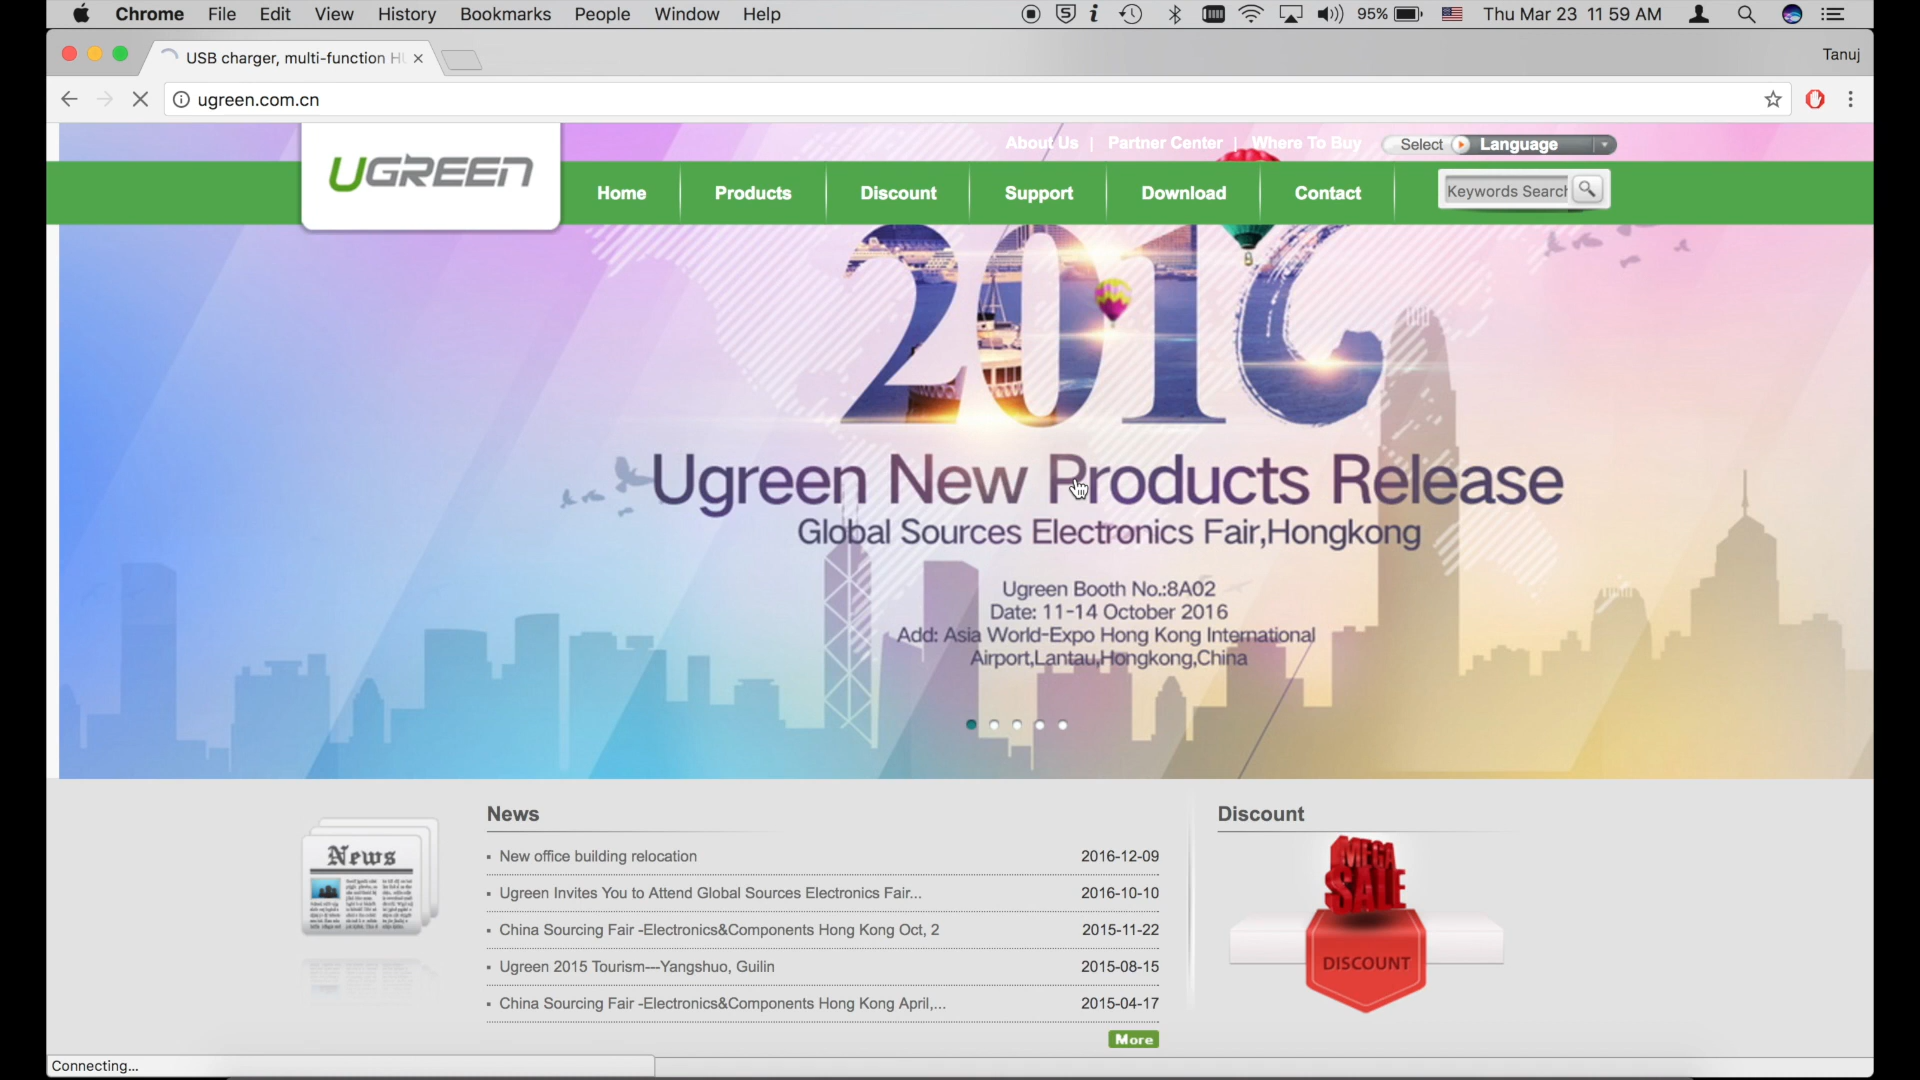 Chrome File Edit View History Bookmarks People Window Help 95% Thu Mar 23 11 59 AM
USB charger, multi-function HU
Tanuj
ugreen.com.cn
About Us | Partner Center | Where To Buy Select Language
UGREEN
Home Products Discount Support Download Contact Keywords Search
2016
Ugreen New Products Release
Global Sources Electronics Fair,Hongkong
Ugreen Booth No.:8A02
Date: 11-14 October 2016
Add: Asia World-Expo Hong Kong International
Airport,Lantau,Hongkong,China
News
News
New office building relocation 2016-12-09
Ugreen Invites You to Attend Global Sources Electronics Fair... 2016-10-10
China Sourcing Fair -Electronics&Components Hong Kong Oct, 2 2015-11-22
Ugreen 2015 Tourism---Yangshuo, Guilin 2015-08-15
China Sourcing Fair -Electronics&Components Hong Kong April,... 2015-04-17
More
Discount
MEGA
SALE
DISCOUNT
Connecting...